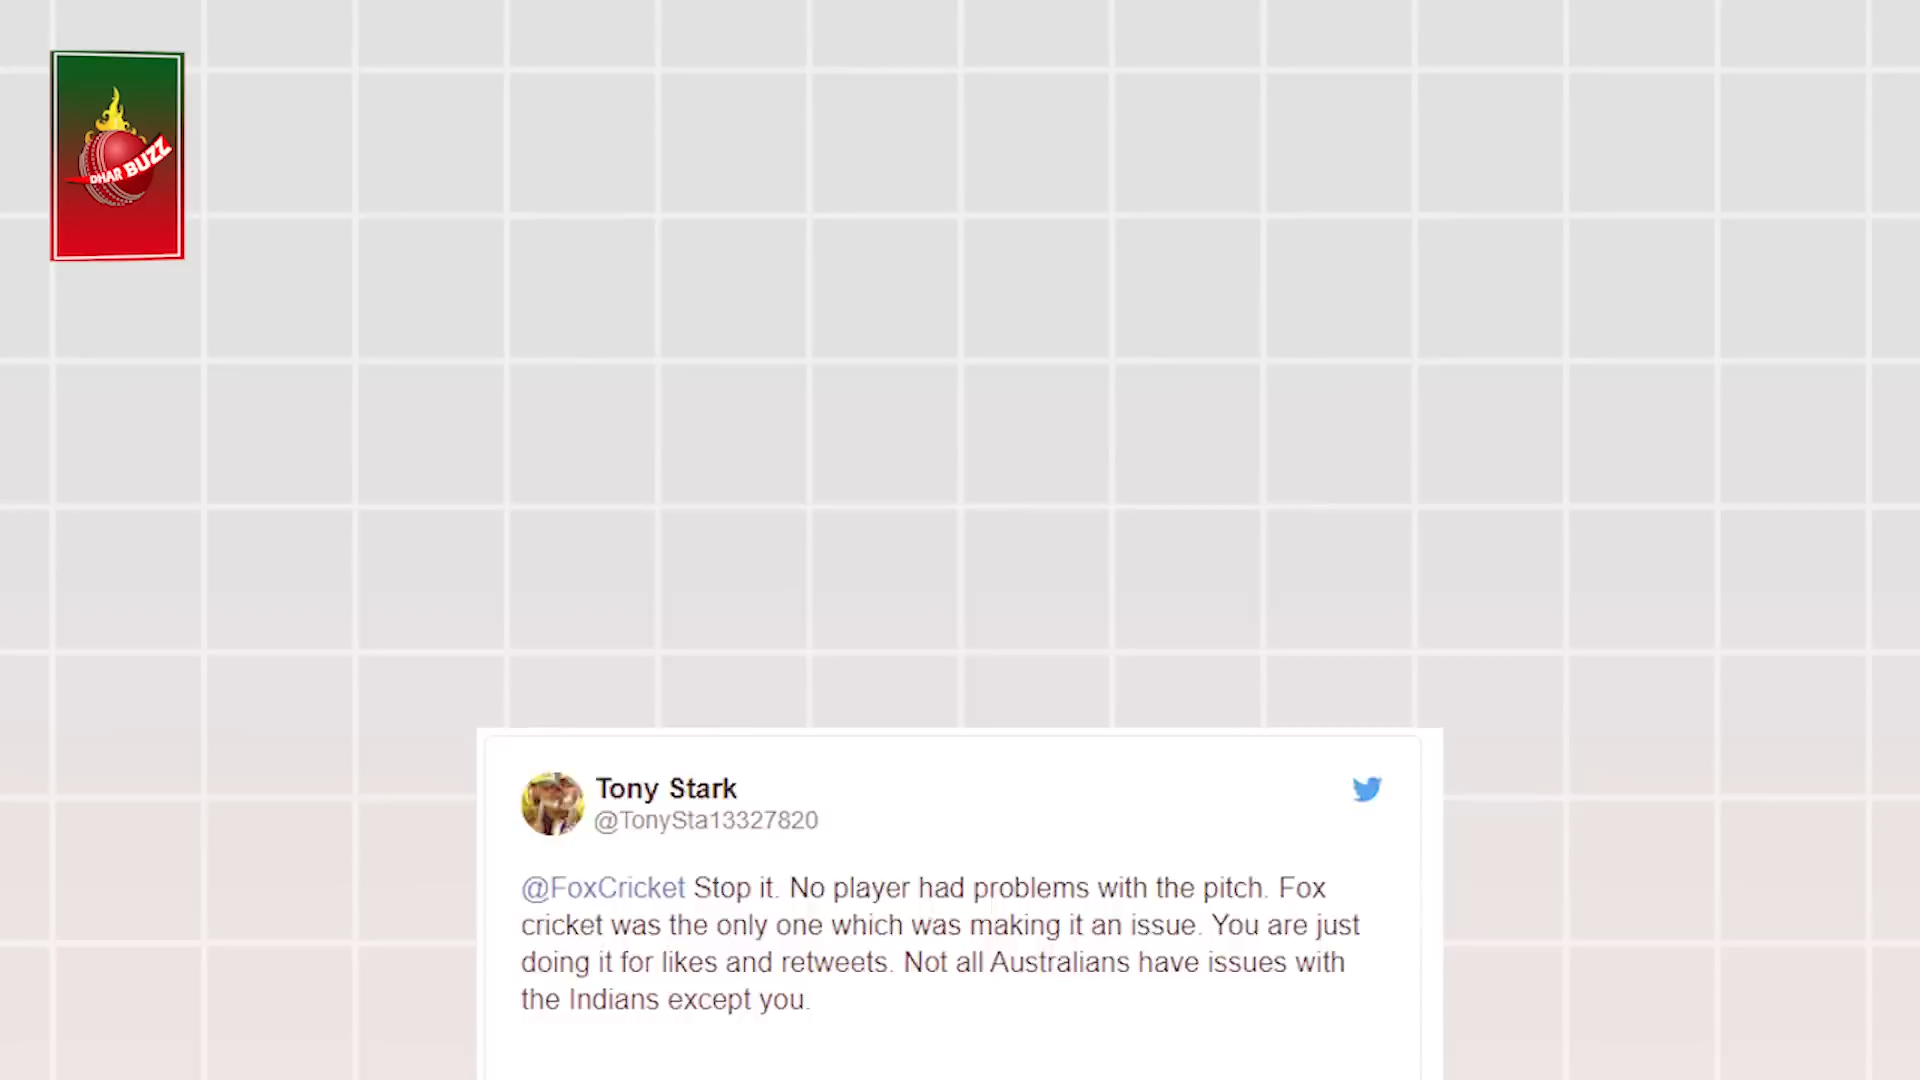 DHAR BUZZ
Tony Stark
@TonySta13327820
@FoxCricket Stop it. No player had problems with the pitch. Fox
cricket was the only one which was making it an issue. You are just
doing it for likes and retweets. Not all Australians have issues with
the Indians except you.